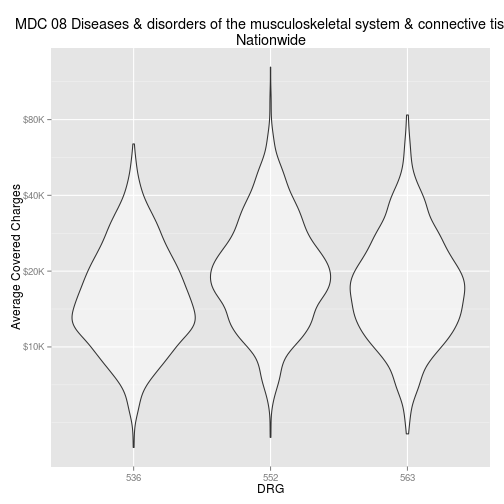 MDC 08 Diseases & disorders of the musculoskeletal system & connective tis
Nationwide
Average Covered Charges
$80K
$40K
$20K
$10K
536 552 563
DRG